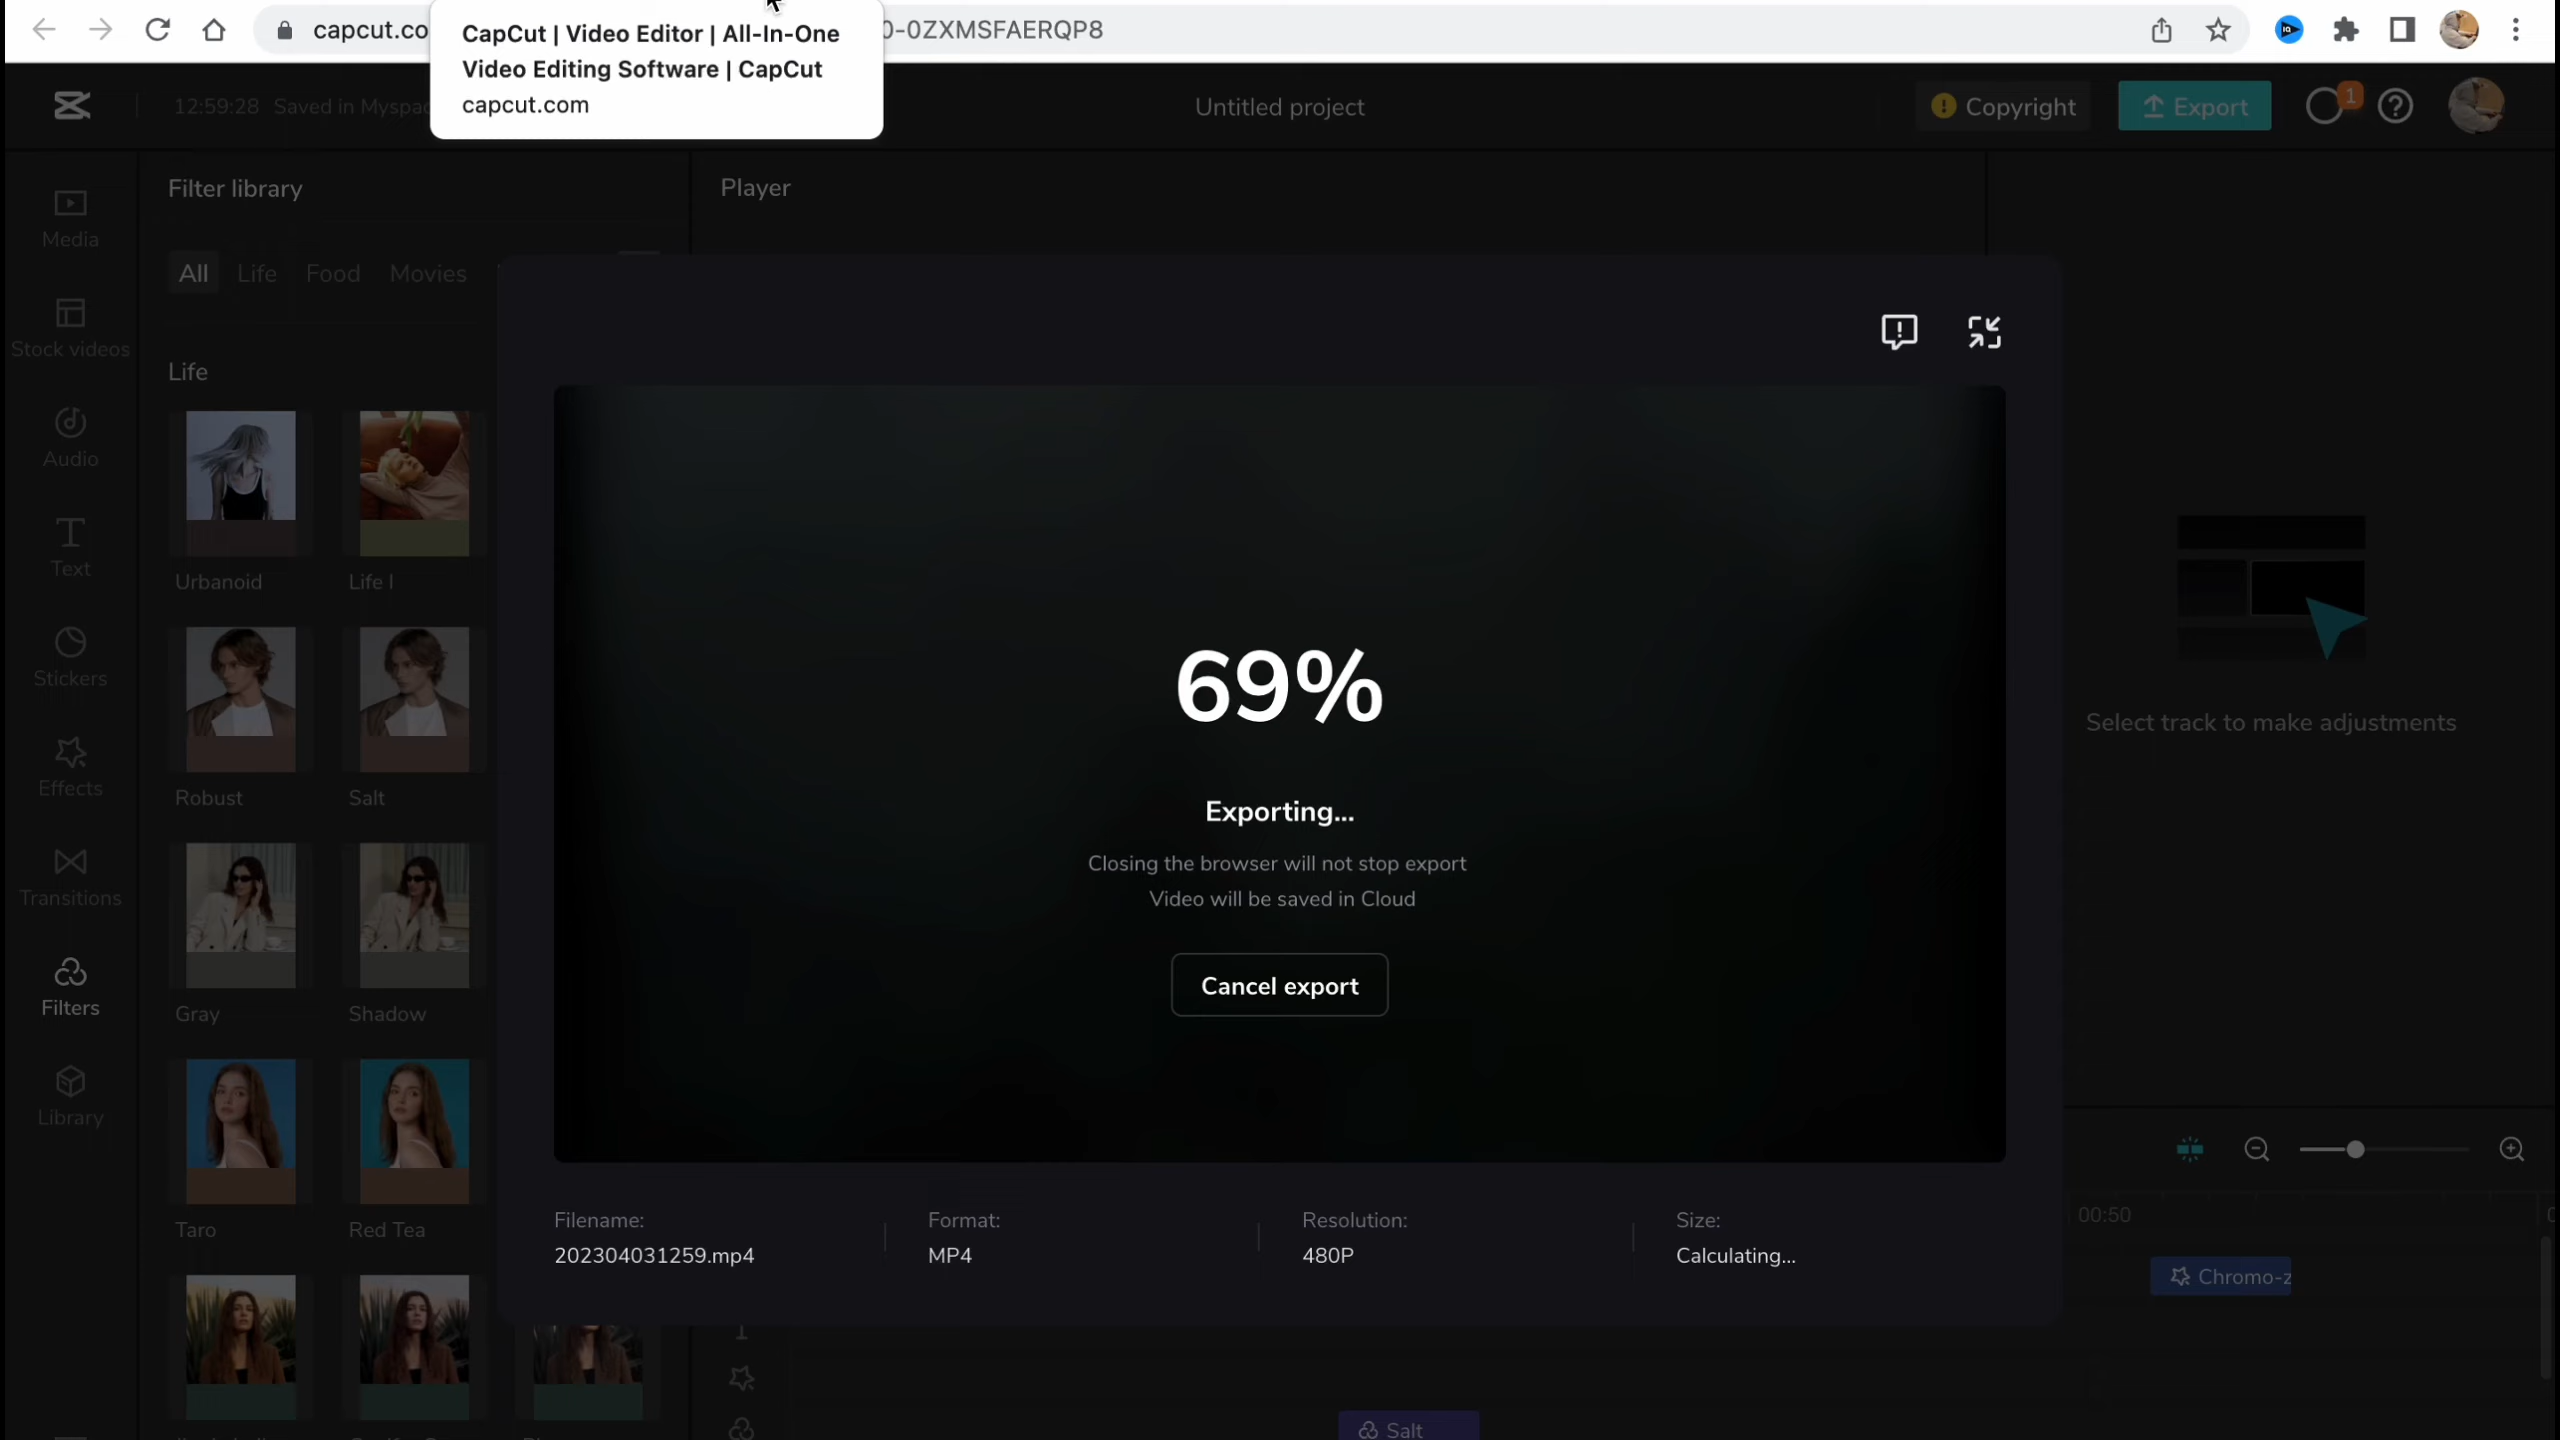 capcut.co
0-0ZXMSFAERQP8
CapCut | Video Editor | All-In-One
Video Editing Software | CapCut
capcut.com
12:59:28 Saved in Myspac
Untitled project
Copyright
Export
1
Media
Stock videos
Audio
Text
Stickers
Effects
Transitions
Filters
Library
Filter library
All Life Food Movies
Life
Urbanoid Life I
Robust Salt
Gray Shadow
Taro Red Tea
Player
69%
Exporting...
Closing the browser will not stop export
Video will be saved in Cloud
Cancel export
Filename:
202304031259.mp4
Format:
MP4
Resolution:
480P
Size:
Calculating...
Select track to make adjustments
00:50
Chromo-z
Salt